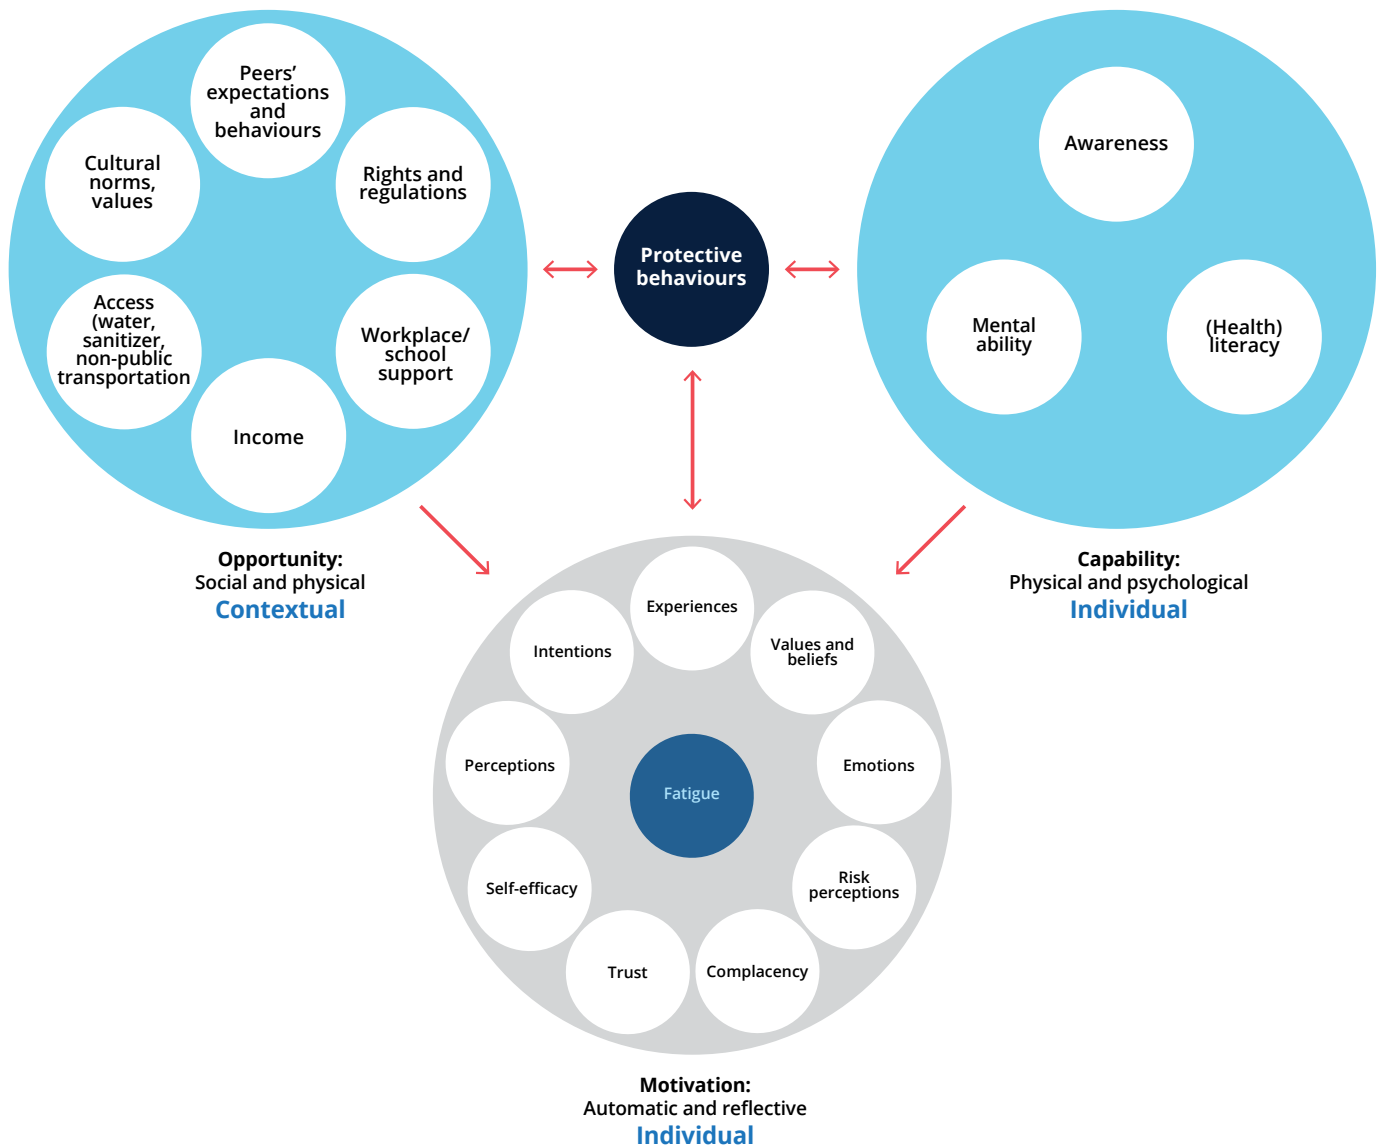 Peers’
expectations
and
behaviours
Cultural
norms,
values
Rights and
regulations
Access
(water,
sanitizer,
non-public
transportation
Workplace/
school
support
Income
Opportunity:
Social and physical
Contextual
Protective
behaviours
Awareness
Mental
ability
(Health)
literacy
Capability:
Physical and psychological
Individual
Experiences
Intentions
Values and
beliefs
Perceptions
Emotions
Fatigue
Self-efficacy
Risk
perceptions
Trust
Complacency
Motivation:
Automatic and reflective
Individual